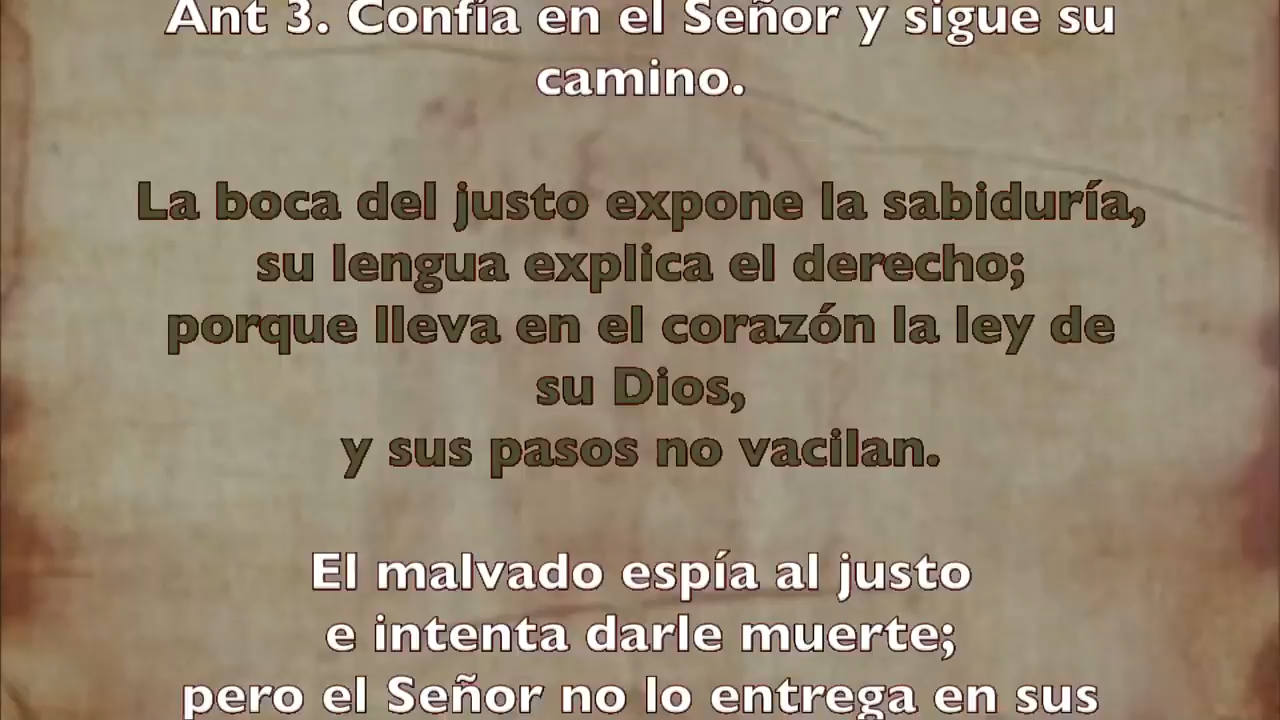 Ant 3. Confía en el Señor y sigue su
camino.
La boca del justo expone la sabiduría,
su lengua explica el derecho;
porque lleva en el corazón la ley de
su Dios,
y sus pasos no vacilan.
El malvado espía al justo
e intenta darle muerte;
pero el Señor no lo entrega en sus